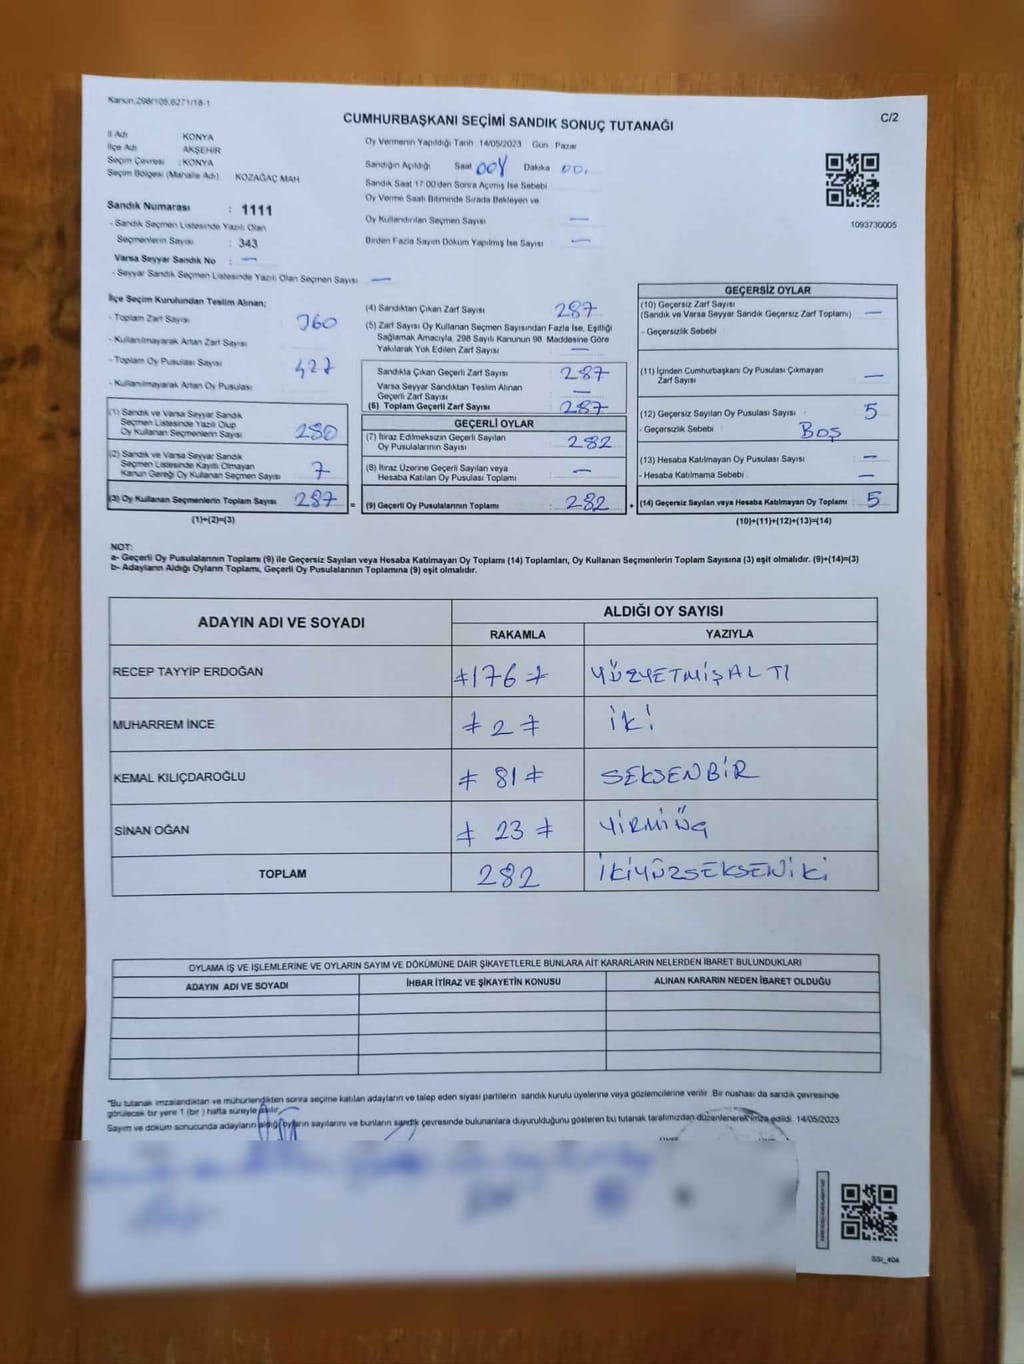 Kanun.298/105,6271/18-1
CUMHURBAŞKANI SEÇİMİ SANDIK SONUÇ TUTANAĞI
C/2
İl Adı KONYA
İlçe Adı AKŞEHİR
Seçim Çevresi : KONYA
Seçim Bölgesi (Mahalle Adı) KOZAĞAÇ MAH
Oy Vermenin Yapıldığı Tarih 14/05/2023 Gün Pazar
Sandığın Açıldığı Saat Dakika 00.
Sandık Saat 17:00'den Sonra Açımış İse Sebebi
Oy Verme Saati Bitiminde Sırada Bekleyen ve
Oy Kullandırılan Seçmen Sayısı —
Birden Fazla Sayım Döküm Yapılmış İse Sayısı —
1093730005
Sandık Numarası : 1111
- Sandık Seçmen Listesinde Yazılı Olan
Seçmenlerin Sayısı : 343
Varsa Seyyar Sandık No : —
- Seyyar Sandık Seçmen Listesinde Yazılı Olan Seçmen Sayısı —
İlçe Seçim Kurulundan Teslim Alınan;
- Toplam Zarf Sayısı 360
- Kullanılmayarak Artan Zarf Sayısı
- Toplam Oy Pusulası Sayısı 427
- Kullanılmayarak Artan Oy Pusulası
(1) Sandık ve Varsa Seyyar Sandık
Seçmen Listesinde Yazılı Olup
Oy Kullanan Seçmenlerin Sayısı 280
(2) Sandık ve Varsa Seyyar Sandık
Seçmen Listesinde Kayıtlı Olmayan
Kanun Gereği Oy Kullanan Seçmen Sayısı 7
(3) Oy Kullanan Seçmenlerin Toplam Sayısı 287
(1)+(2)=(3)
(4) Sandıktan Çıkan Zarf Sayısı 287
(5) Zarf Sayısı Oy Kullanan Seçmen Sayısından Fazla İse, Eşitliği
Sağlamak Amacıyla, 298 Sayılı Kanunun 98. Maddesine Göre
Yakılarak Yok Edilen Zarf Sayısı —
Sandıkta Çıkan Geçerli Zarf Sayısı 287
Varsa Seyyar Sandıktan Teslim Alınan
Geçerli Zarf Sayısı —
(6) Toplam Geçerli Zarf Sayısı 287
GEÇERLİ OYLAR
(7) İtiraz Edilmeksizin Geçerli Sayılan
Oy Pusulalarının Sayısı 282
(8) İtiraz Üzerine Geçerli Sayılan veya
Hesaba Katılan Oy Pusulası Toplamı —
= (9) Geçerli Oy Pusulalarının Toplamı 282 +
GEÇERSİZ OYLAR
(10) Geçersiz Zarf Sayısı
(Sandık ve Varsa Seyyar Sandık Geçersiz Zarf Toplamı) —
- Geçersizlik Sebebi
(11) İçinden Cumhurbaşkanı Oy Pusulası Çıkmayan
Zarf Sayısı —
(12) Geçersiz Sayılan Oy Pusulası Sayısı 5
- Geçersizlik Sebebi BOŞ
(13) Hesaba Katılmayan Oy Pusulası Sayısı —
- Hesaba Katılmama Sebebi —
(14) Geçersiz Sayılan veya Hesaba Katılmayan Oy Toplamı 5
(10)+(11)+(12)+(13)=(14)
NOT:
a- Geçerli Oy Pusulalarının Toplamı (9) ile Geçersiz Sayılan veya Hesaba Katılmayan Oy Toplamı (14) Toplamları, Oy Kullanan Seçmenlerin Toplam Sayısına (3) eşit olmalıdır. (9)+(14)=(3)
b- Adayların Aldığı Oyların Toplamı, Geçerli Oy Pusulalarının Toplamına (9) eşit olmalıdır.
ADAYIN ADI VE SOYADI
ALDIĞI OY SAYISI
RAKAMLA YAZIYLA
RECEP TAYYİP ERDOĞAN ≠176≠ YÜZYETMİŞALTI
MUHARREM İNCE ≠2≠ İKİ
KEMAL KILIÇDAROĞLU ≠81≠ SEKSENBİR
SİNAN OĞAN ≠23≠ YİRMİÜÇ
TOPLAM 282 İKİYÜZSEKSENİKİ
OYLAMA İŞ VE İŞLEMLERİNE VE OYLARIN SAYIM VE DÖKÜMÜNE DAİR ŞİKAYETLERLE BUNLARA AİT KARARLARIN NELERDEN İBARET BULUNDUKLARI
ADAYIN ADI VE SOYADI İHBAR İTİRAZ VE ŞİKAYETİN KONUSU ALINAN KARARIN NEDEN İBARET OLDUĞU
"Bu tutanak imzalandıktan ve mühürlendikten sonra seçime katılan adayların ve talep eden siyasi partilerin sandık kurulu üyelerine veya gözlemcilerine verilir. Bir nüshası da sandık çevresinde
görülecek bir yere 1 (bir) hafta süreyle asılır.
Sayım ve döküm sonucunda adayların aldığı oyların sayılarını ve bunların sandık çevresinde bulunanlara duyurulduğunu gösteren bu tutanak tarafımızdan düzenlenerek imza edildi. 14/05/2023
SSI_404